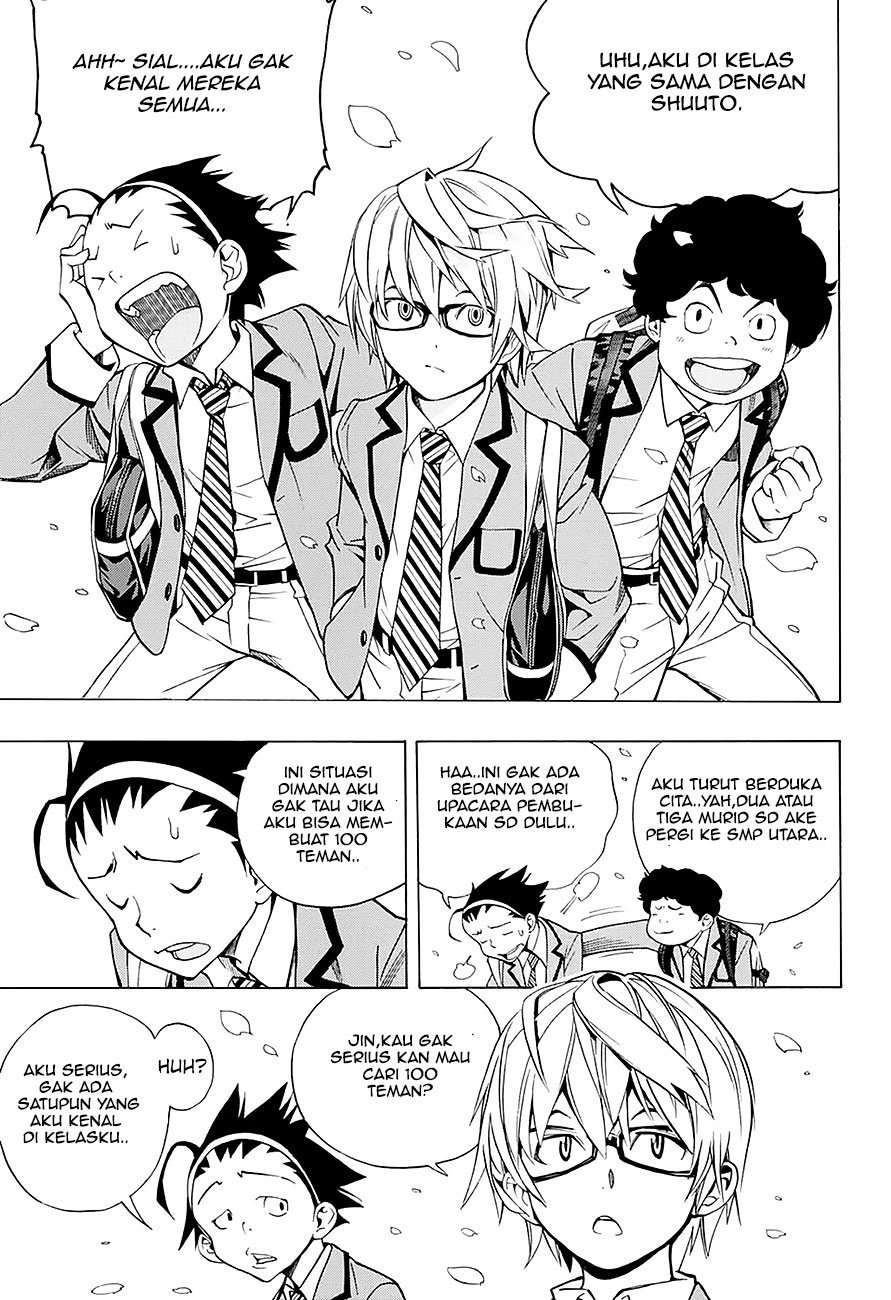 UHU,AKU DI KELAS
YANG SAMA DENGAN
SHUUTO.
AHH~ SIAL....AKU GAK
KENAL MEREKA
SEMUA...
AKU TURUT BERDUKA
CITA..YAH,DUA ATAU
TIGA MURID SD AKE
PERGI KE SMP UTARA..
HAA..INI GAK ADA
BEDANYA DARI
UPACARA PEMBU-
KAAN SD DULU..
INI SITUASI
DIMANA AKU
GAK TAU JIKA
AKU BISA MEM-
BUAT 100
TEMAN..
JIN,KAU GAK
SERIUS KAN MAU
CARI 100
TEMAN?
HUH?
AKU SERIUS,
GAK ADA
SATUPUN YANG
AKU KENAL
DI KELASKU..